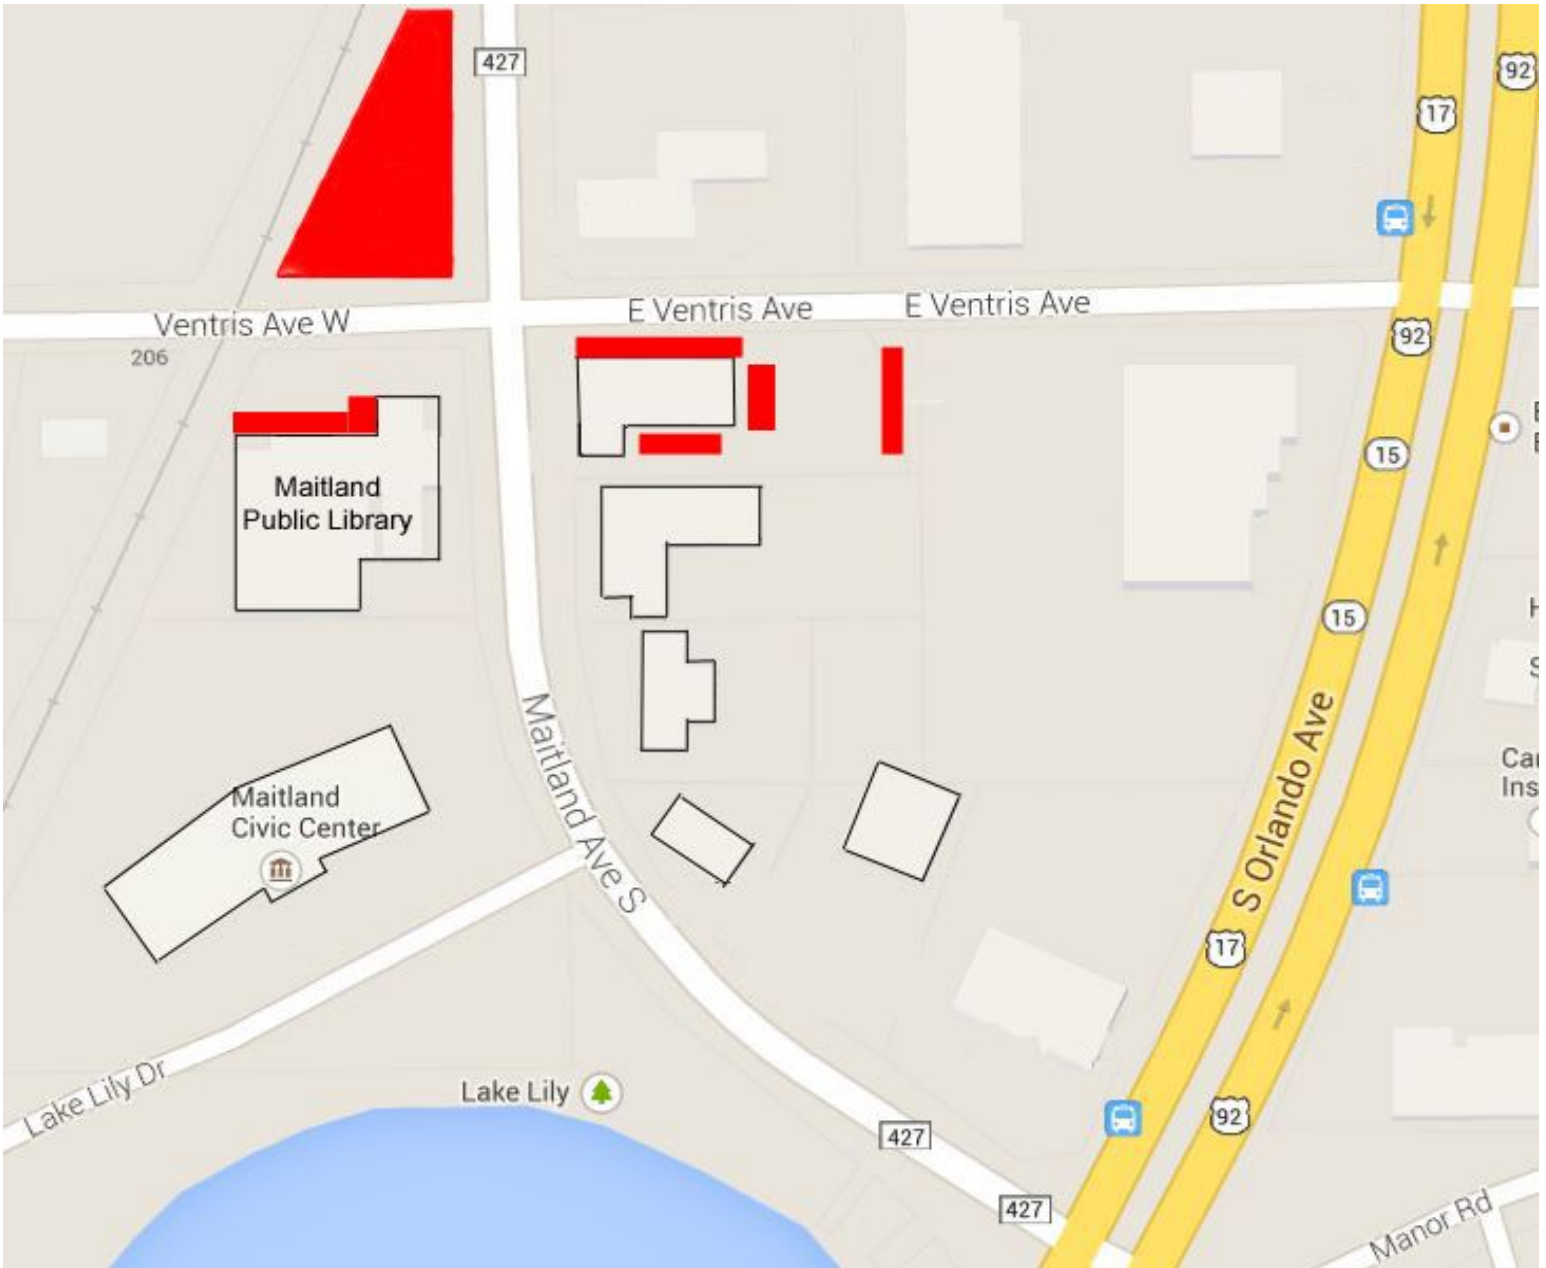 427
92
17
E Ventris Ave
E Ventris Ave
Ventris Ave W
92
206
15
Maitland
Public Library
15
Maitland Ave S
S Orlando Ave
Maitland
Civic Center
17
Lake Lily Dr
Lake Lily
92
427
427
Manor Rd